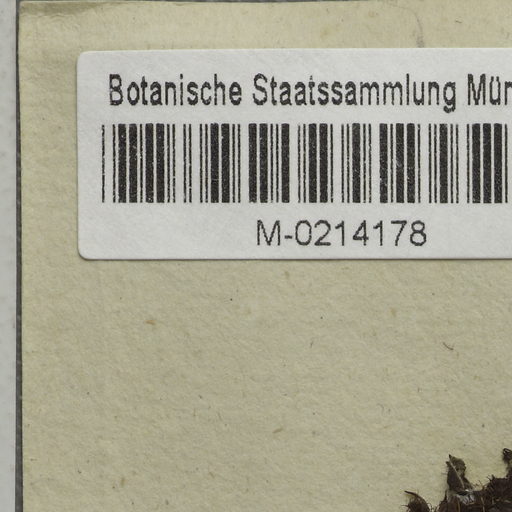 Botanische Staatssammlung Mün
M-0214178